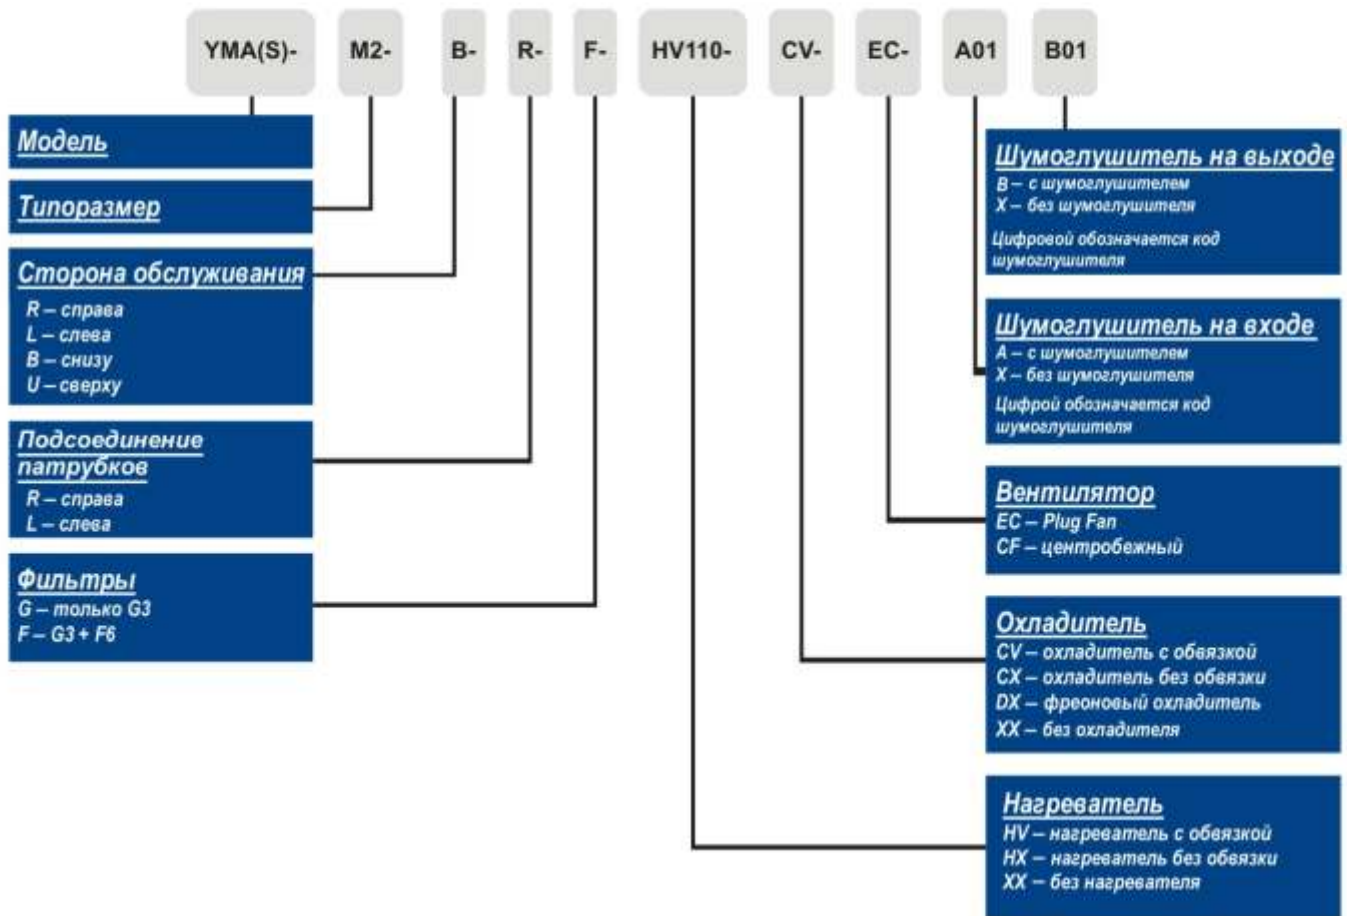 YMA(S)- M2- B- R- F- HV110- CV- EC- A01 B01
Модель
Типоразмер
Сторона обслуживания
R – справа
L – слева
B – снизу
U – сверху
Подсоединение
патрубков
R – справа
L – слева
Фильтры
G – только G3
F – G3 + F6
Шумоглушитель на выходе
B – с шумоглушителем
X – без шумоглушителя
Цифровой обозначается код
шумоглушителя
Шумоглушитель на входе
A – с шумоглушителем
X – без шумоглушителя
Цифрой обозначается код
шумоглушителя
Вентилятор
EC – Plug Fan
CF – центробежный
Охладитель
CV – охладитель с обвязкой
CX – охладитель без обвязки
DX – фреоновый охладитель
XX – без охладителя
Нагреватель
HV – нагреватель с обвязкой
HX – нагреватель без обвязки
XX – без нагревателя